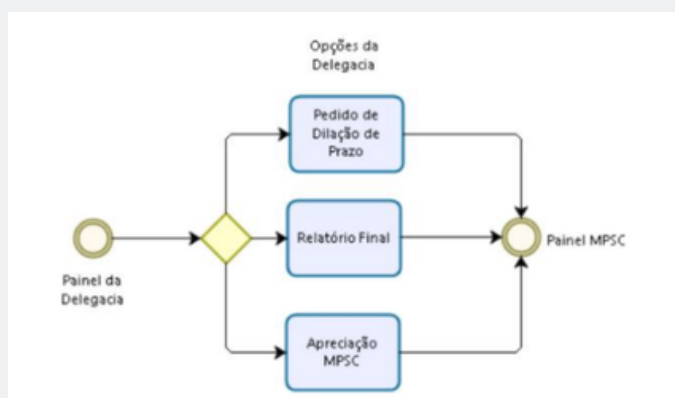 Opções da
Delegacia
Pedido de
Dilação de
Prazo
Relatório Final
Painel MPSC
Painel da
Delegacia
Apreciação
MPSC